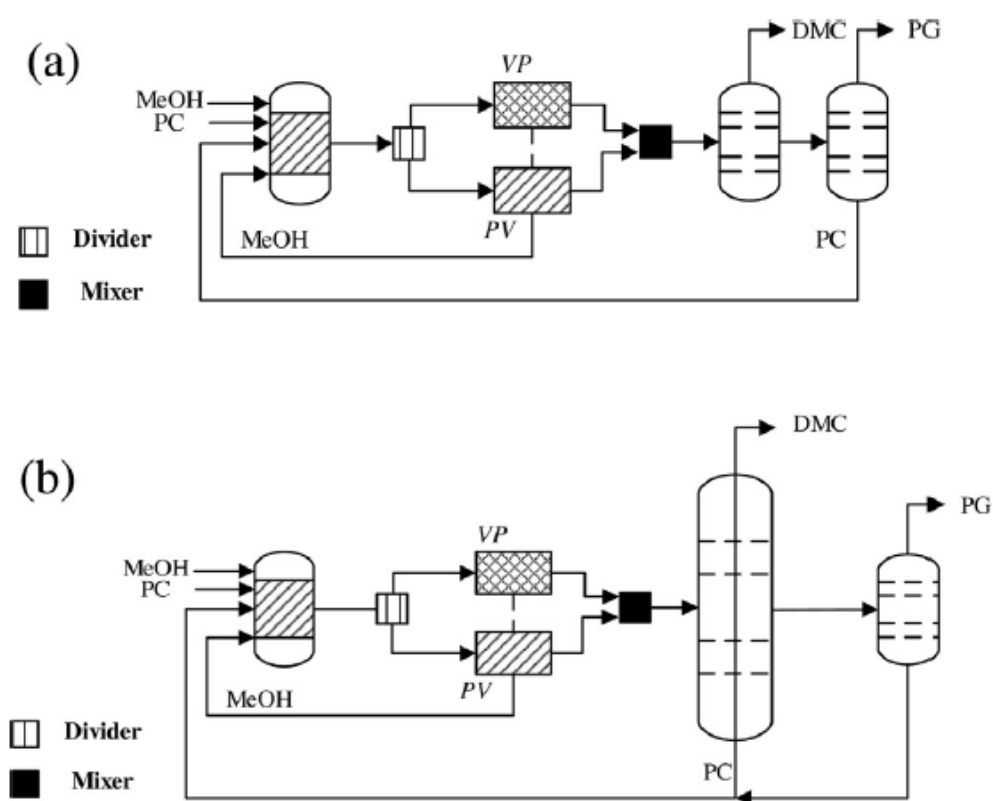 (a)
DMC
PG
VP
MeOH
PC
PV
MeOH
PC
Divider
Mixer
(b)
DMC
PG
VP
MeOH
PC
PV
MeOH
Divider
PC
Mixer